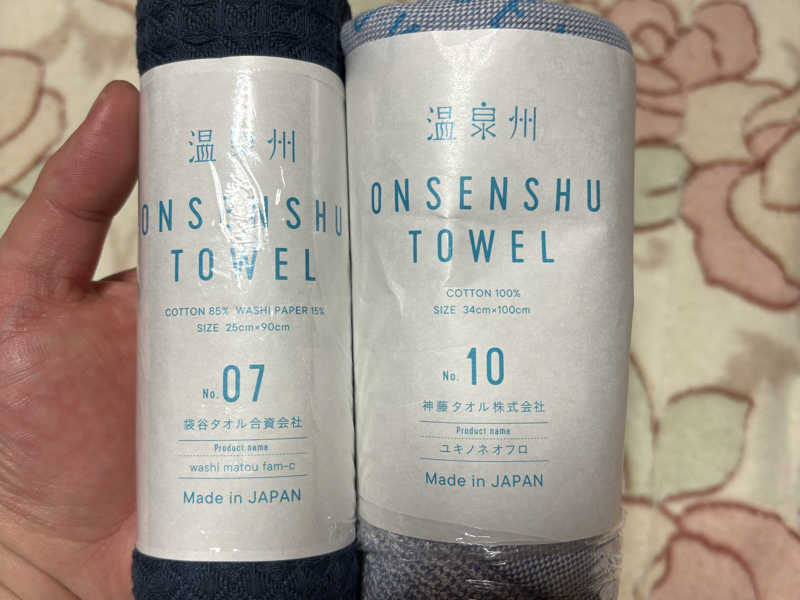 温泉州
ONSENSHU
TOWEL
COTTON 85% WASHI PAPER 15%
SIZE 25cm×90cm
No. 07
袋谷タオル合資会社
Product name
washi matou fam-c
Made in JAPAN
温泉州
ONSENSHU
TOWEL
COTTON 100%
SIZE 34cm×100cm
No. 10
神藤タオル株式会社
Product name
ユキノネオフロ
Made in JAPAN